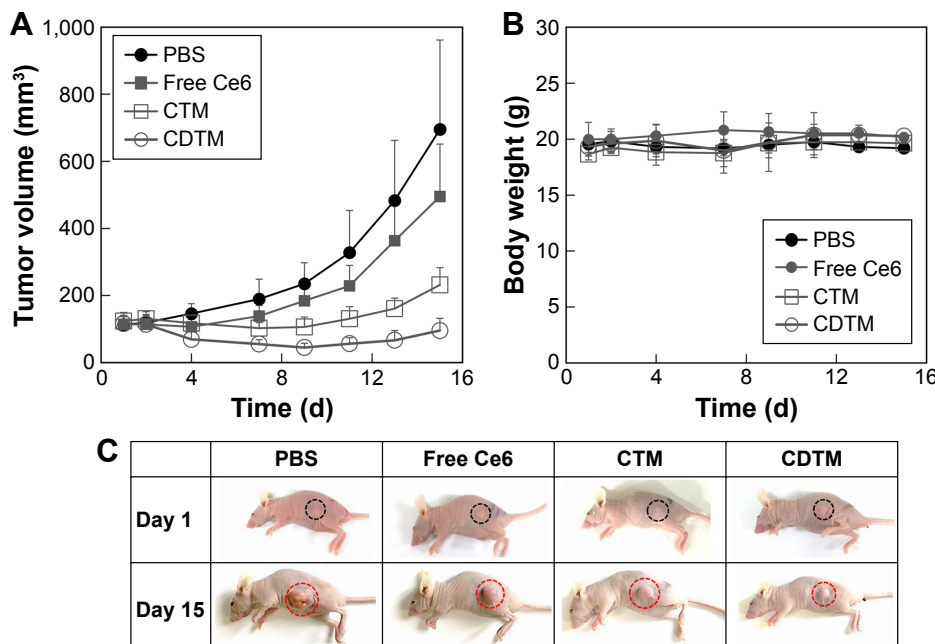 A
1,000
800
600
400
200
0
0
4
8
12
16
Tumor volume (mm³)
Time (d)
PBS
Free Ce6
CTM
CDTM
B
30
25
20
15
10
5
0
0
4
8
12
16
Body weight (g)
Time (d)
PBS
Free Ce6
CTM
CDTM
C
PBS Free Ce6 CTM CDTM
Day 1
Day 15